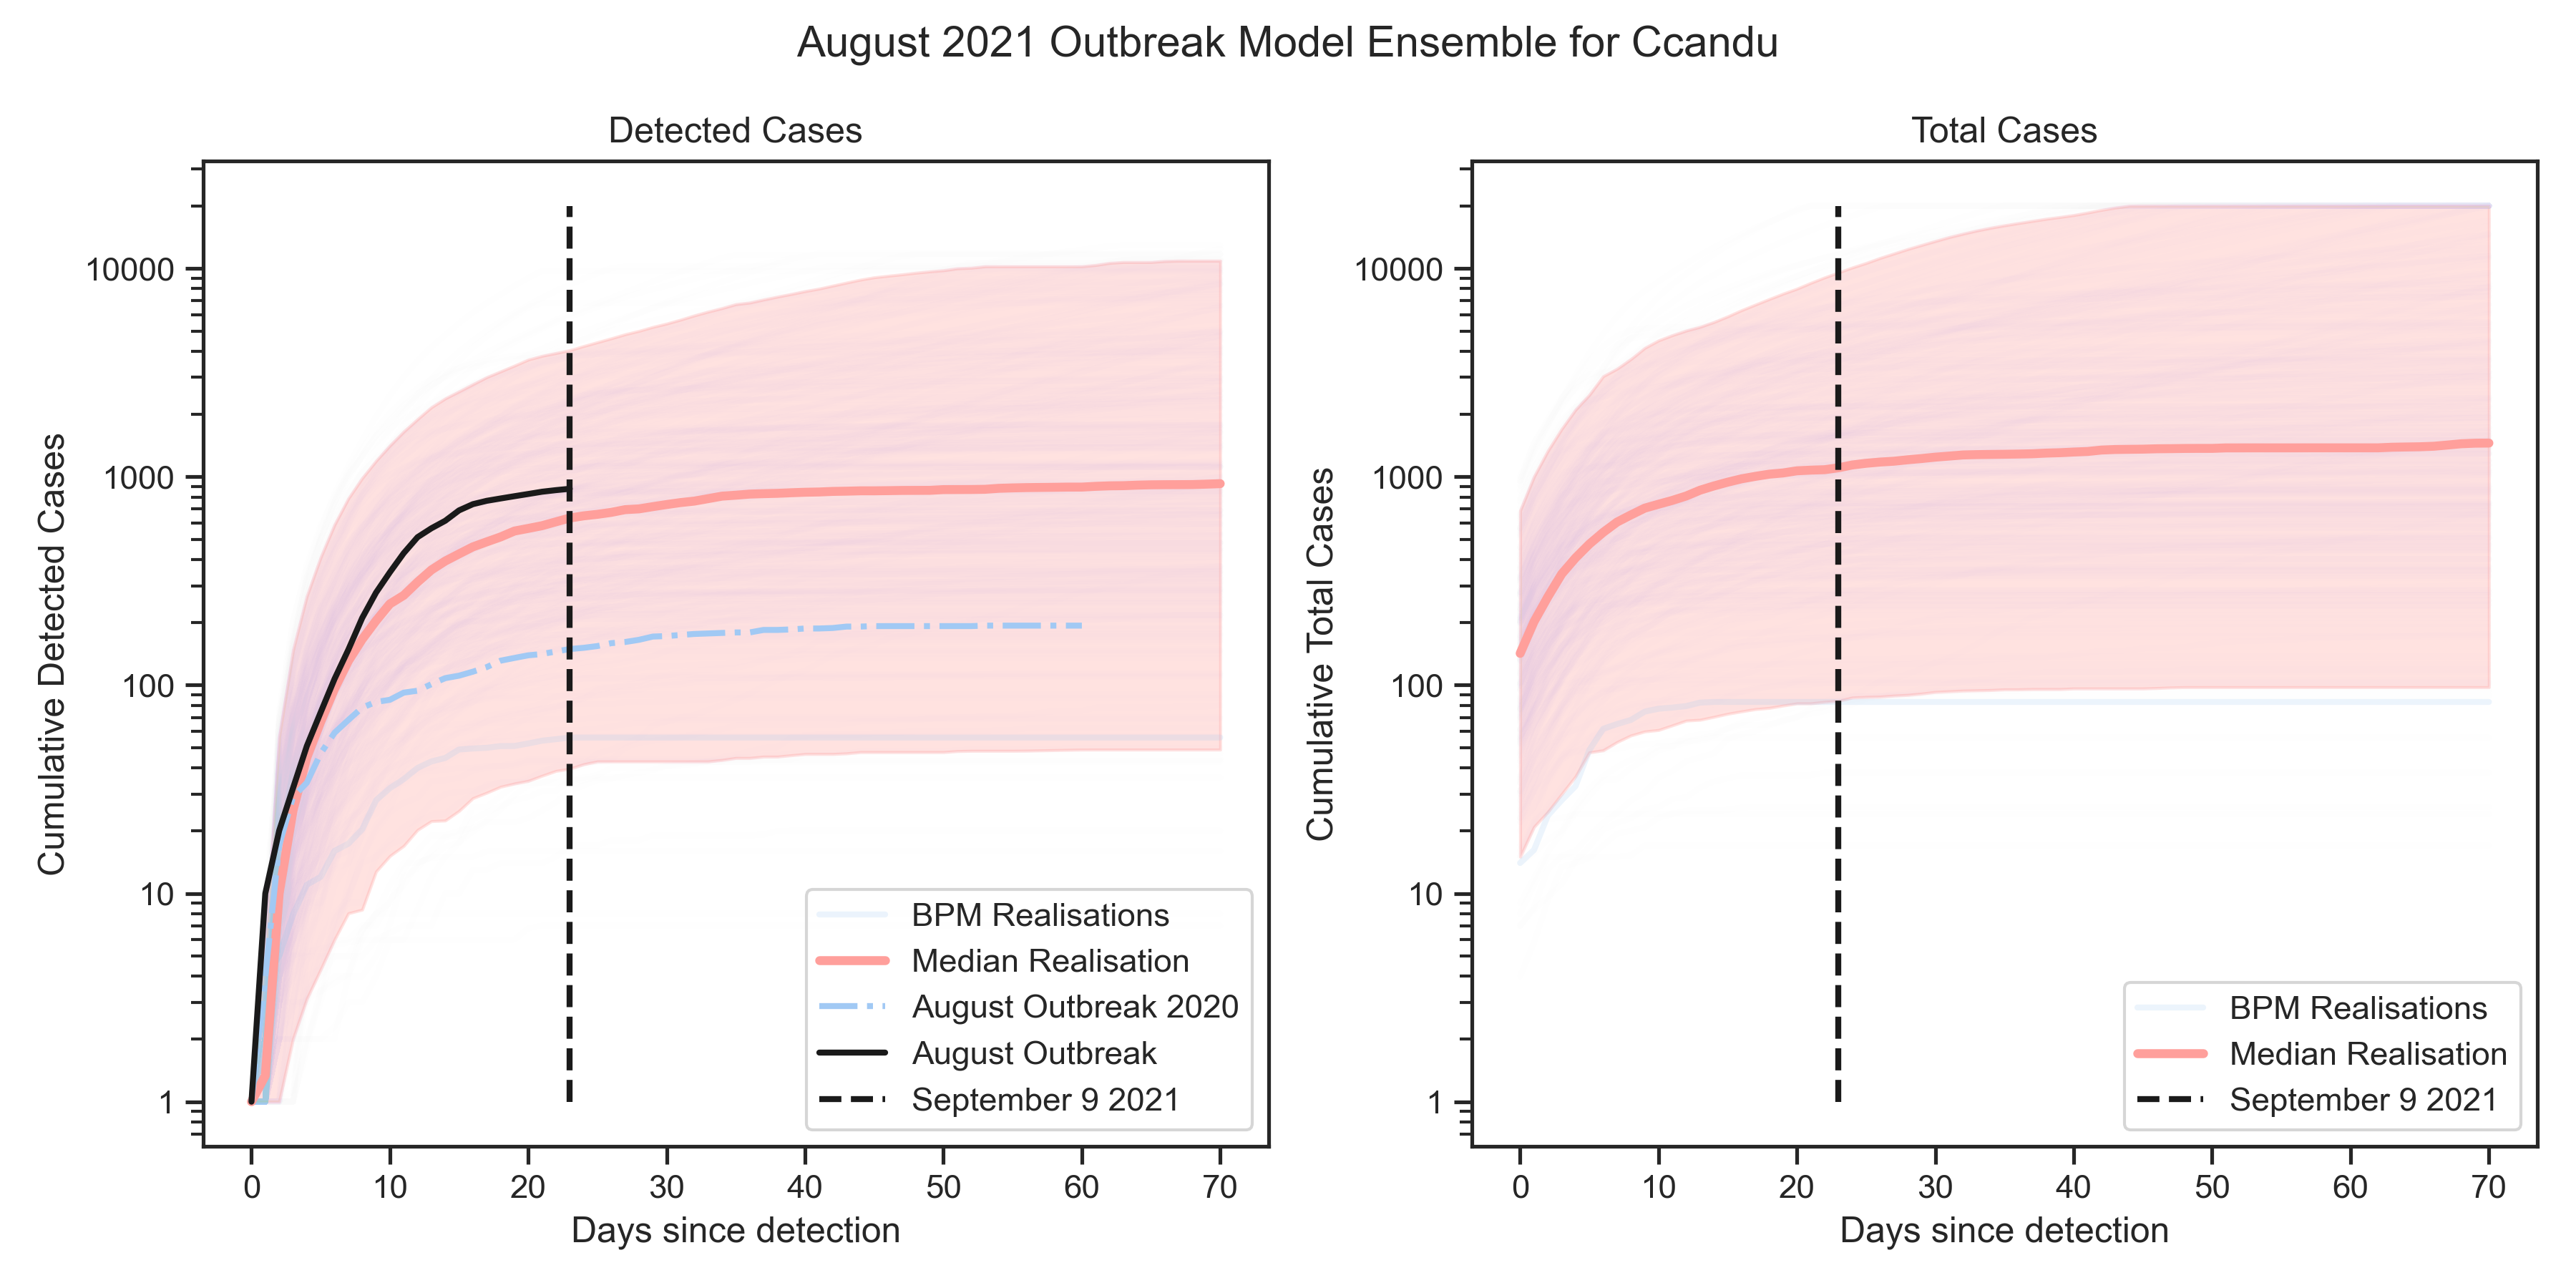 August 2021 Outbreak Model Ensemble for Ccandu
Detected Cases
Cumulative Detected Cases
10000
1000
100
10
1
0 10 20 30 40 50 60 70
Days since detection
BPM Realisations
Median Realisation
August Outbreak 2020
August Outbreak
September 9 2021
Total Cases
Cumulative Total Cases
10000
1000
100
10
1
0 10 20 30 40 50 60 70
Days since detection
BPM Realisations
Median Realisation
September 9 2021